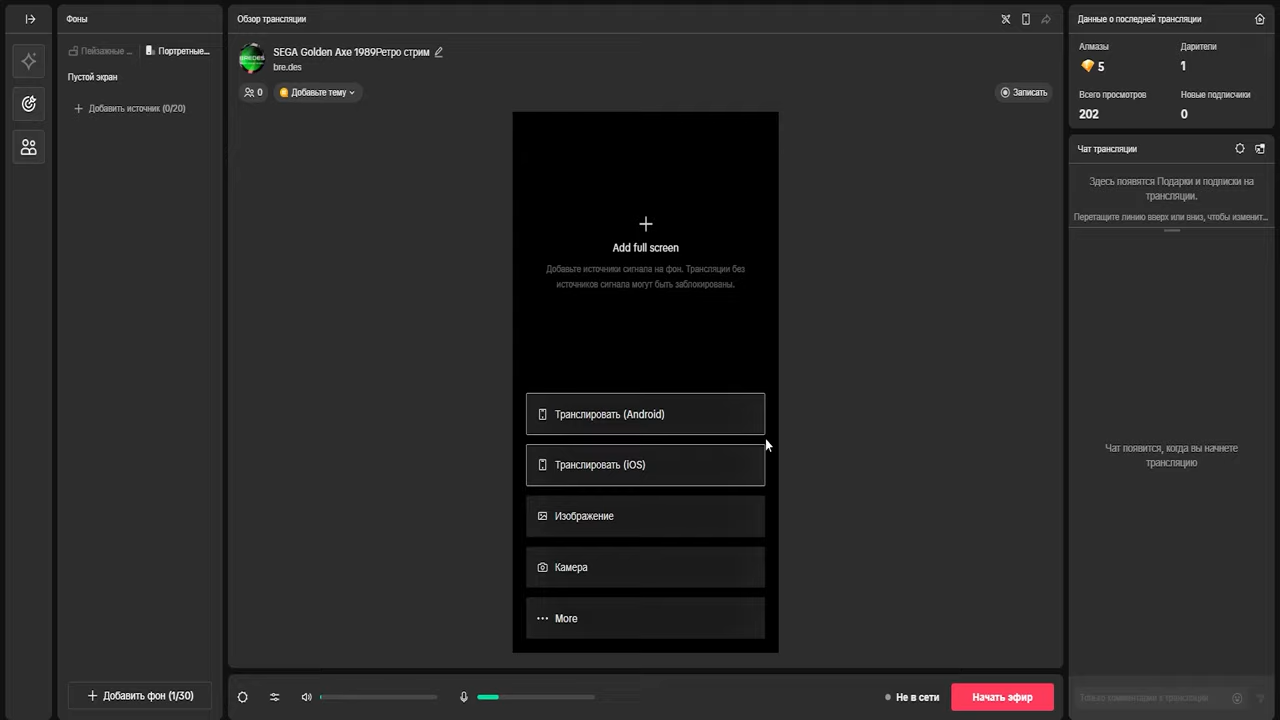 Фоны
Пейзажные ...
Портретные...
Пустой экран
Добавить источник (0/20)
Добавить фон (1/30)
Обзор трансляции
SEGA Golden Axe 1989Ретро стрим
bre.des
0
Добавьте тему
Записать
Add full screen
Добавьте источники сигнала на фон. Трансляции без
источников сигнала могут быть заблокированы.
Транслировать (Android)
Транслировать (iOS)
Изображение
Камера
More
Не в сети
Начать эфир
Данные о последней трансляции
Алмазы
Дарители
5
1
Всего просмотров
Новые подписчики
202
0
Чат трансляции
Здесь появятся Подарки и подписки на
трансляции.
Перетащите линию вверх или вниз, чтобы изменит...
Чат появится, когда вы начнете
трансляцию
Только комментарии к трансляции